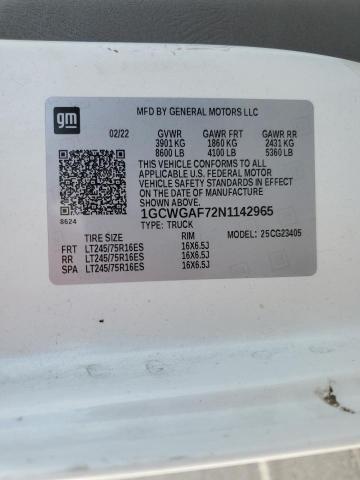 gm
MFD BY GENERAL MOTORS LLC
02/22 GVWR GAWR FRT GAWR RR
3901 KG 1860 KG 2431 KG
8600 LB 4100 LB 5360 LB
THIS VEHICLE CONFORMS TO ALL
APPLICABLE U.S. FEDERAL MOTOR
VEHICLE SAFETY STANDARDS IN EFFECT ON
THE DATE OF MANUFACTURE SHOWN ABOVE.
1GCWGAF72N1142965
8624
TYPE: TRUCK
MODEL: 25CG23405
TIRE SIZE RIM
FRT LT245/75R16ES 16X6.5J
RR LT245/75R16ES 16X6.5J
SPA LT245/75R16ES 16X6.5J